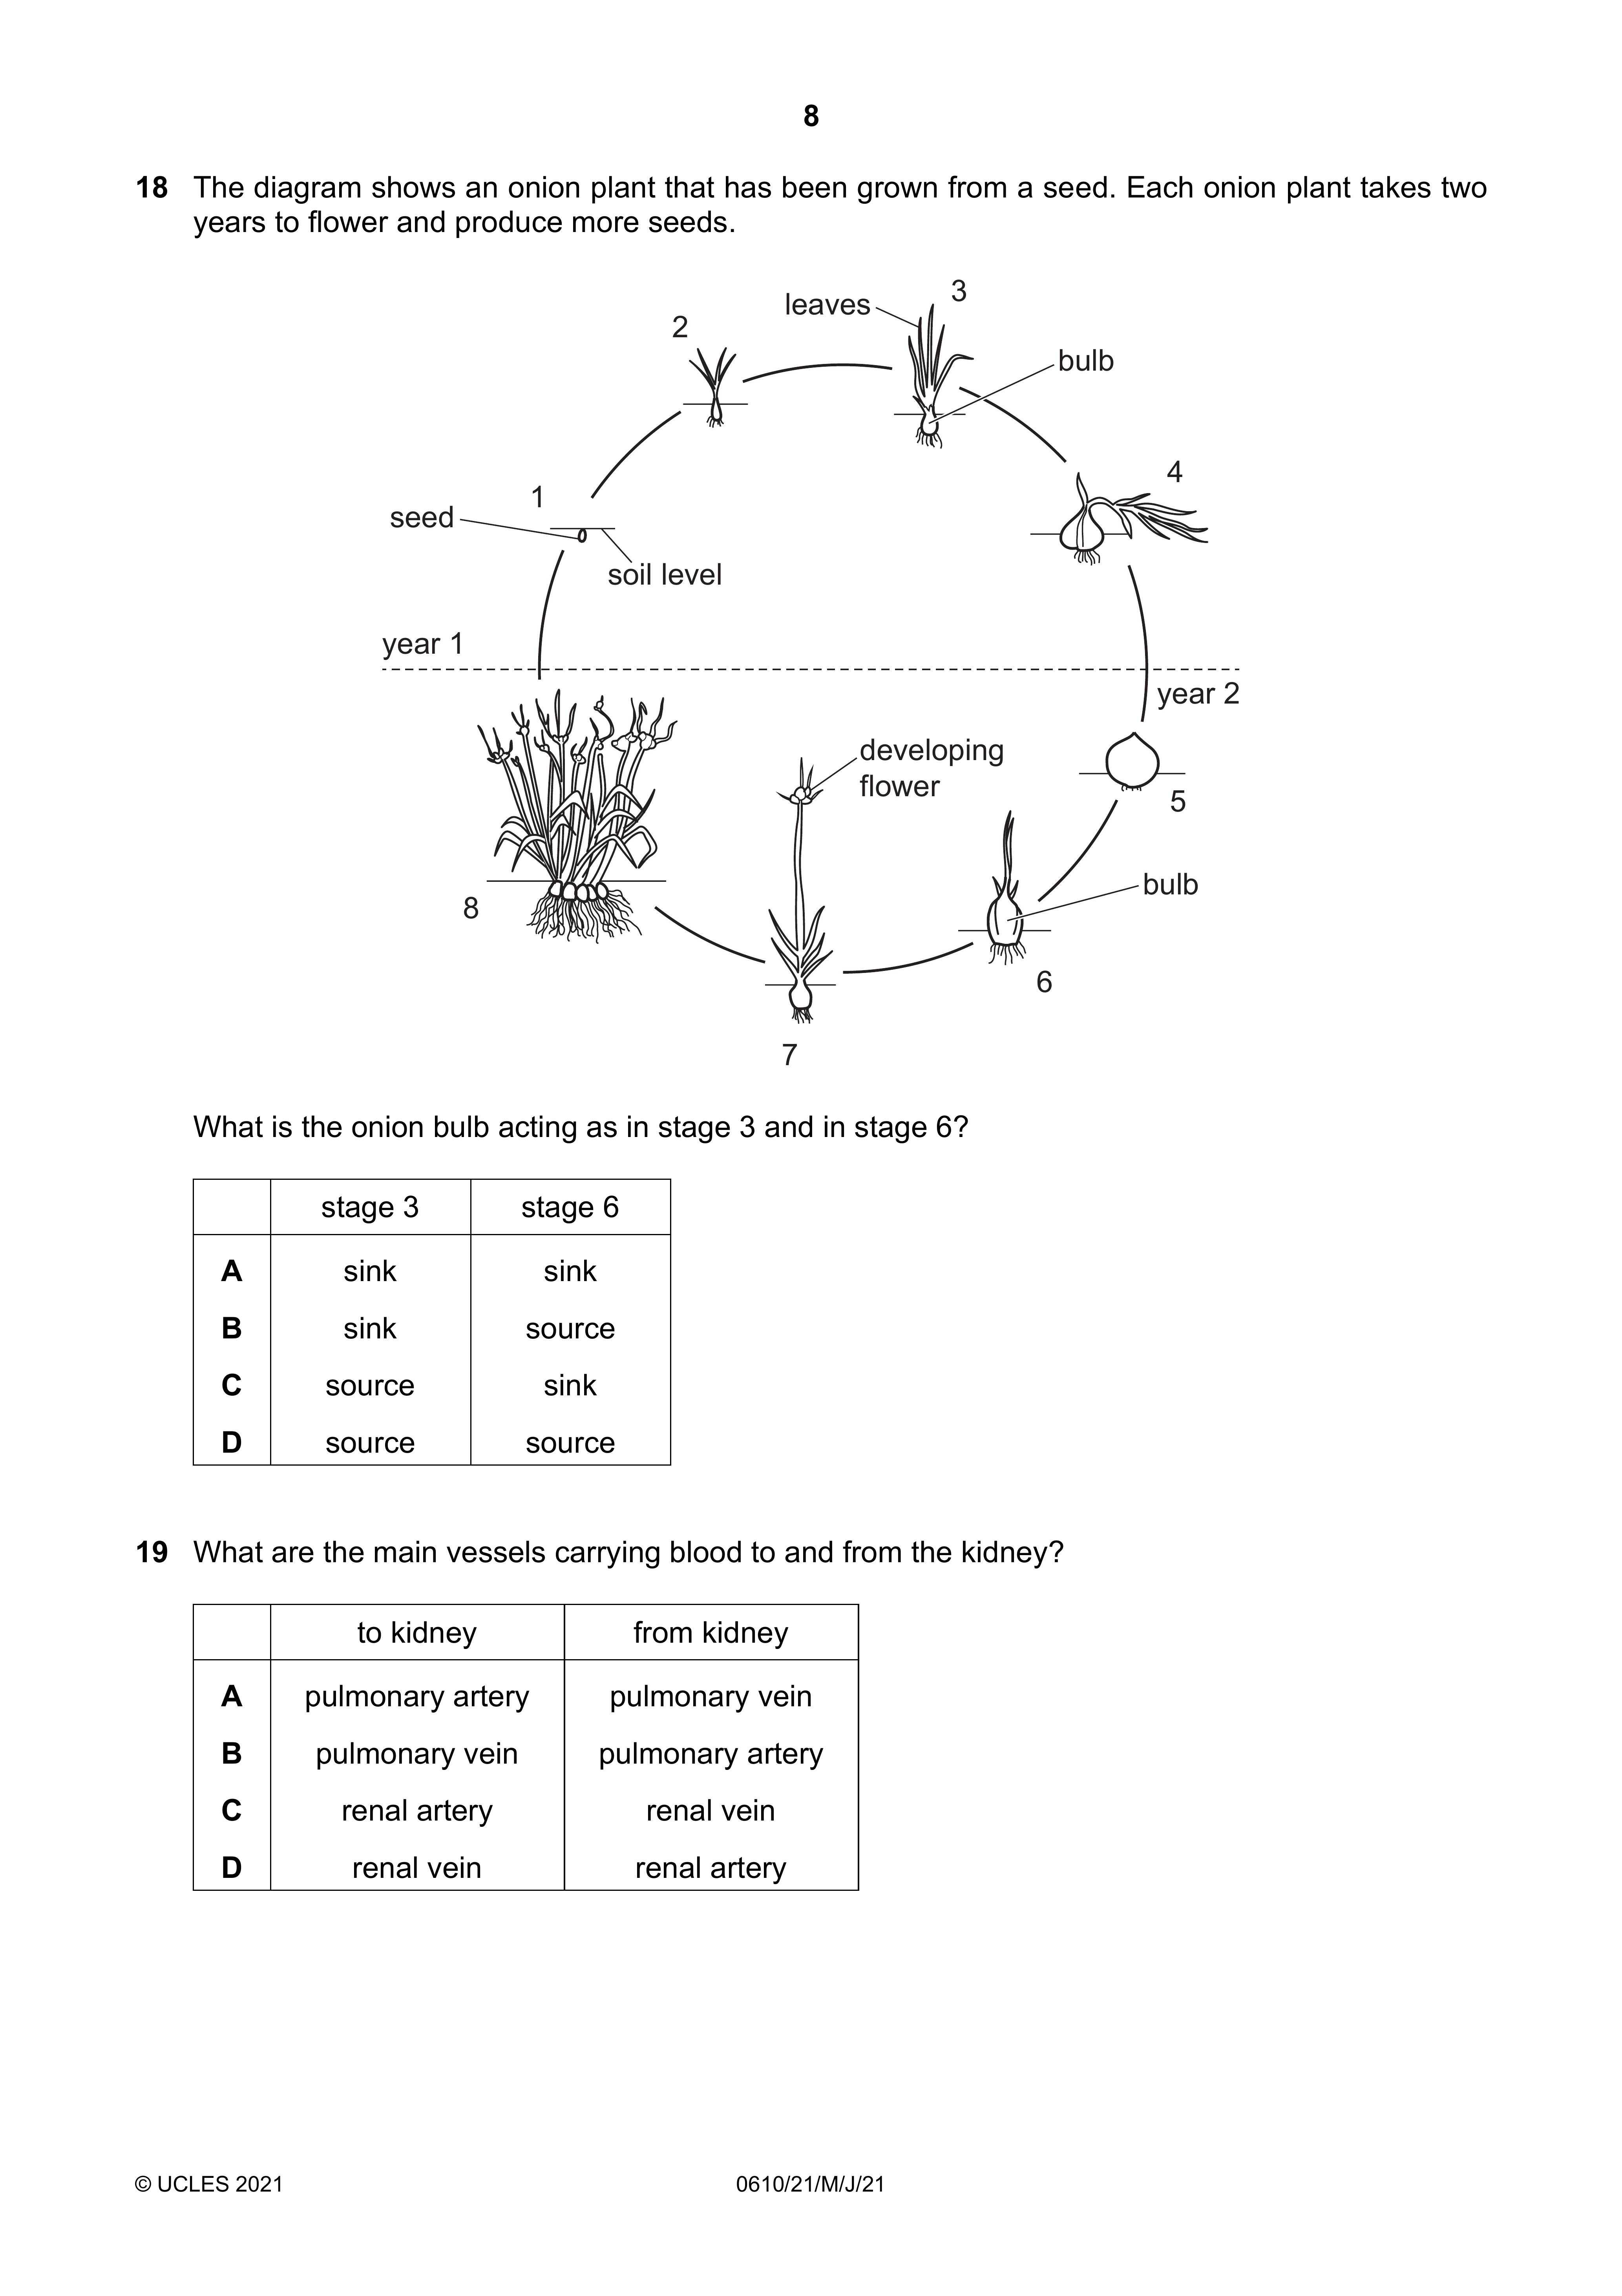 8
18 The diagram shows an onion plant that has been grown from a seed. Each onion plant takes two
years to flower and produce more seeds.
3
leaves
2
bulb
4
1
seed
soil level
year 1
year 2
developing
flower
5
bulb
8
6
7
What is the onion bulb acting as in stage 3 and in stage 6?
stage 3 stage 6
A sink sink
B sink source
C source sink
D source source
19 What are the main vessels carrying blood to and from the kidney?
to kidney from kidney
A pulmonary artery pulmonary vein
B pulmonary vein pulmonary artery
C renal artery renal vein
D renal vein renal artery
© UCLES 2021 0610/21/M/J/21